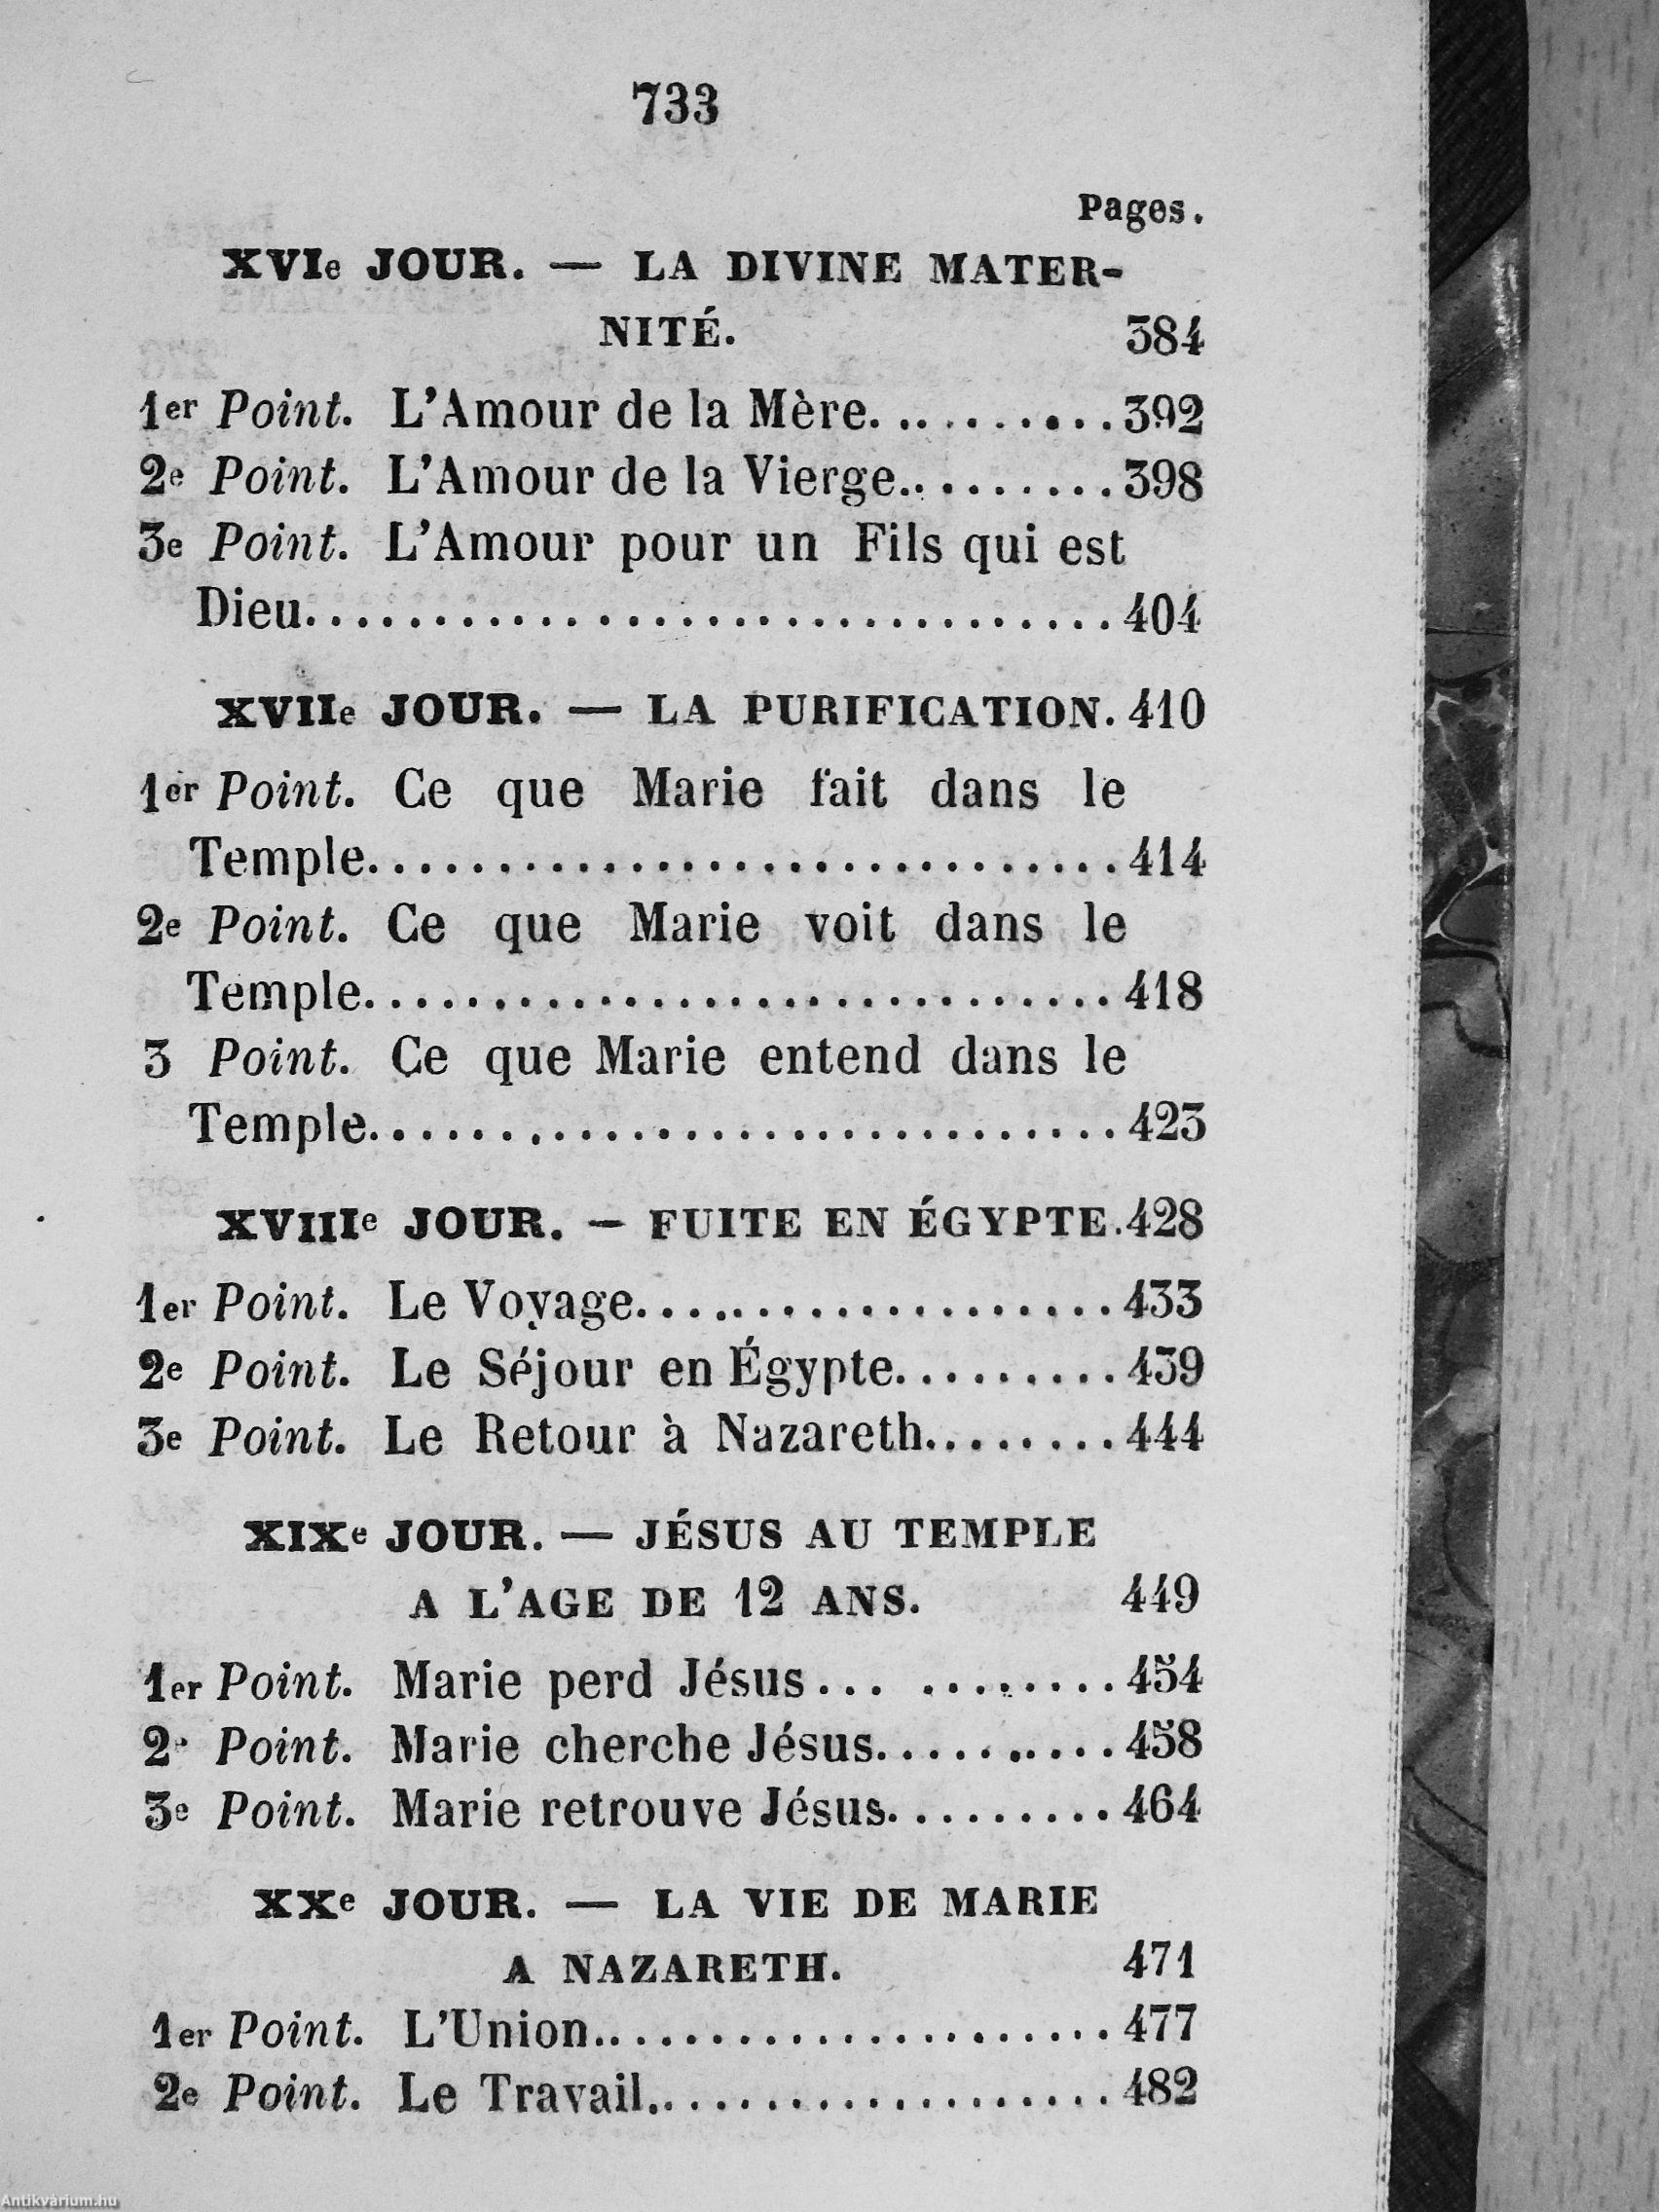 733
Pages.
XVIe JOUR. — LA DIVINE MATER-
NITÉ. 384
1er Point. L'Amour de la Mère. .......... 392
2e Point. L'Amour de la Vierge.......... 398
3e Point. L'Amour pour un Fils qui est
Dieu............................... 404
XVIIe JOUR. — LA PURIFICATION. 410
1er Point. Ce que Marie fait dans le
Temple............................. 414
2e Point. Ce que Marie voit dans le
Temple............................. 418
3 Point. Ce que Marie entend dans le
Temple............................. 423
XVIIIe JOUR. — FUITE EN ÉGYPTE. 428
1er Point. Le Voyage................... 433
2e Point. Le Séjour en Égypte......... 439
3e Point. Le Retour à Nazareth........ 444
XIXe JOUR. — JÉSUS AU TEMPLE
A L'AGE DE 12 ANS. 449
1er Point. Marie perd Jésus... ........ 454
2e Point. Marie cherche Jésus.......... 458
3e Point. Marie retrouve Jésus......... 464
XXe JOUR. — LA VIE DE MARIE
A NAZARETH. 471
1er Point. L'Union..................... 477
2e Point. Le Travail................... 482
Antikvárium.hu